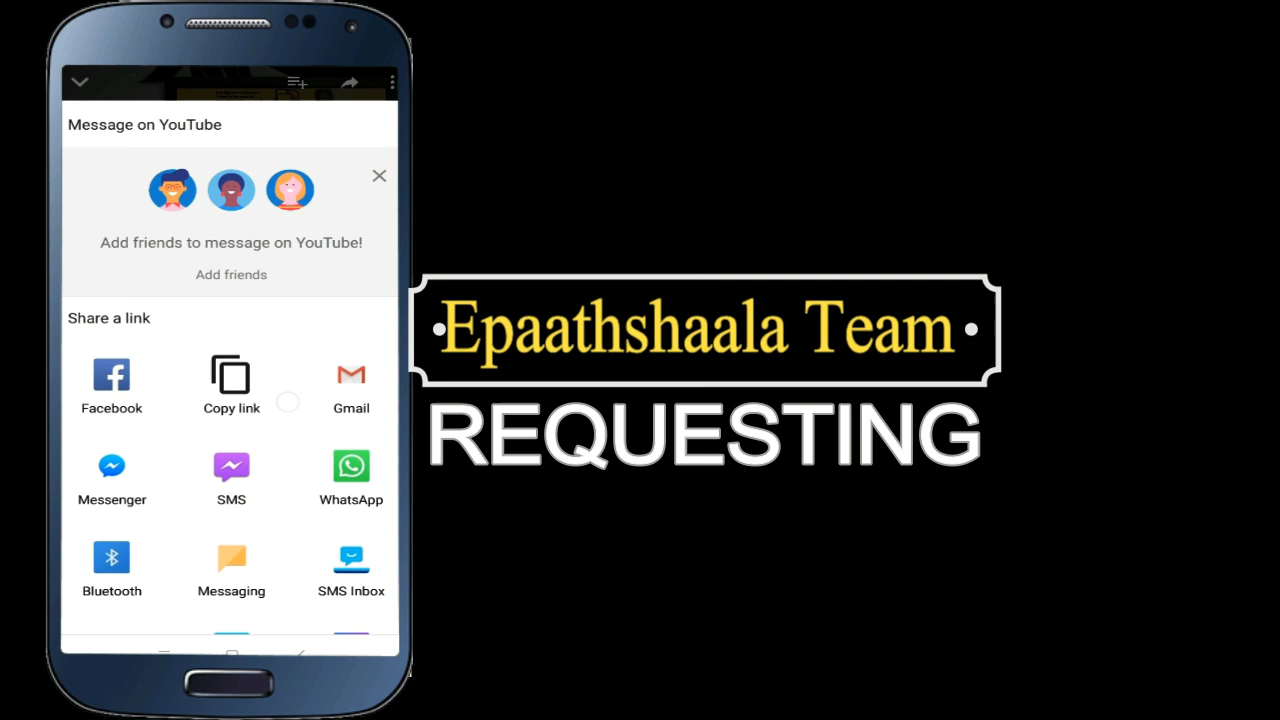 Message on YouTube
Add friends to message on YouTube!
Add friends
Share a link
Facebook
Copy link
Gmail
Messenger
SMS
WhatsApp
Bluetooth
Messaging
SMS Inbox
Epaathshaala Team
REQUESTING